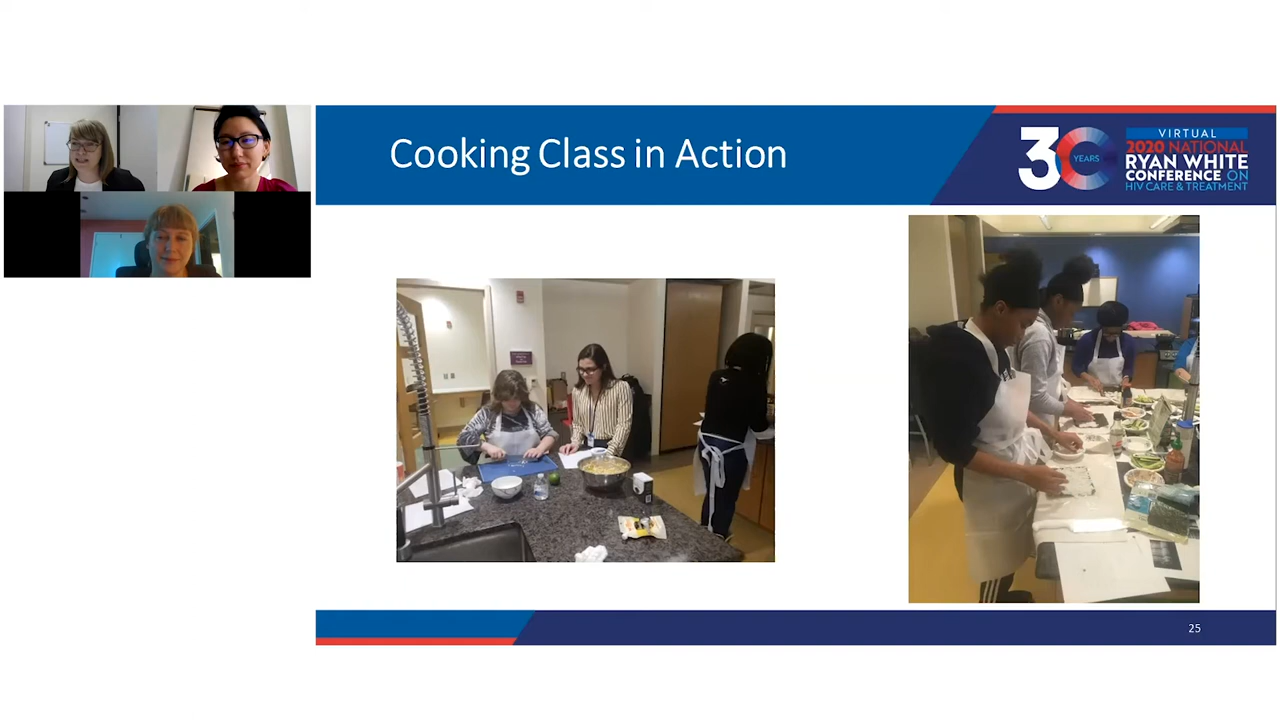 Cooking Class in Action
30
YEARS
VIRTUAL
2020 NATIONAL
RYAN WHITE
CONFERENCE ON
HIV CARE & TREATMENT
25